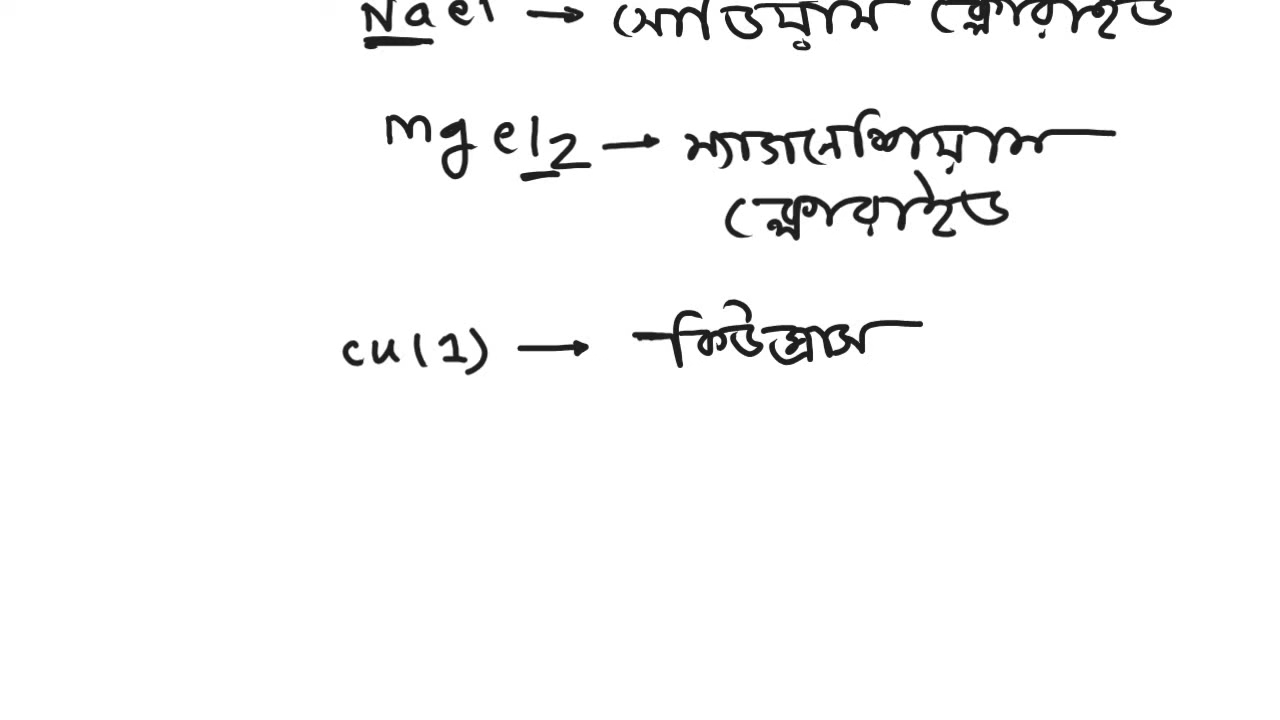 NaCl → সোডিয়াম ক্লোরাইড
MgCl2 → ম্যাগনেশিয়াম
ক্লোরাইড
Cu(1) → কিউপ্রাস